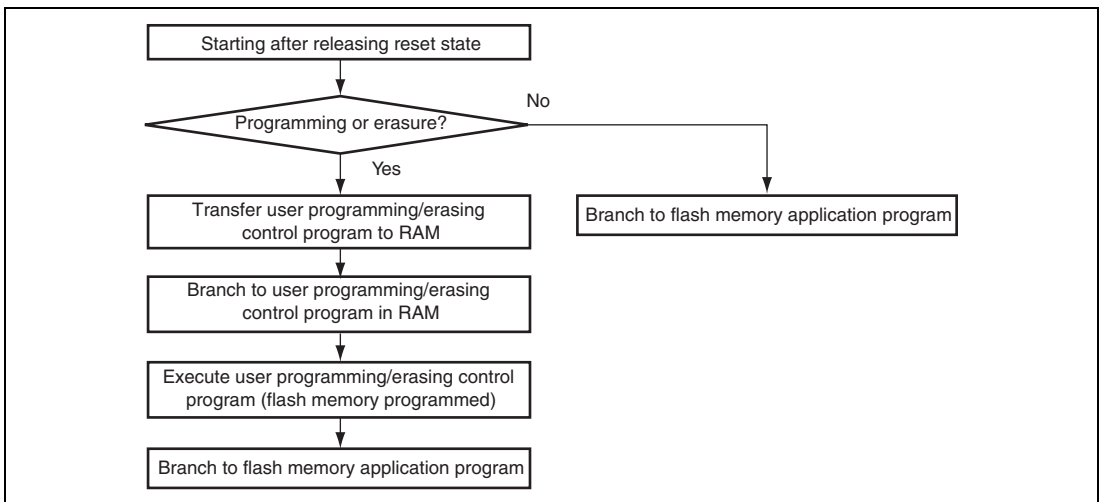 Starting after releasing reset state
No
Programming or erasure?
Yes
Transfer user programming/erasing
control program to RAM
Branch to flash memory application program
Branch to user programming/erasing
control program in RAM
Execute user programming/erasing control
program (flash memory programmed)
Branch to flash memory application program